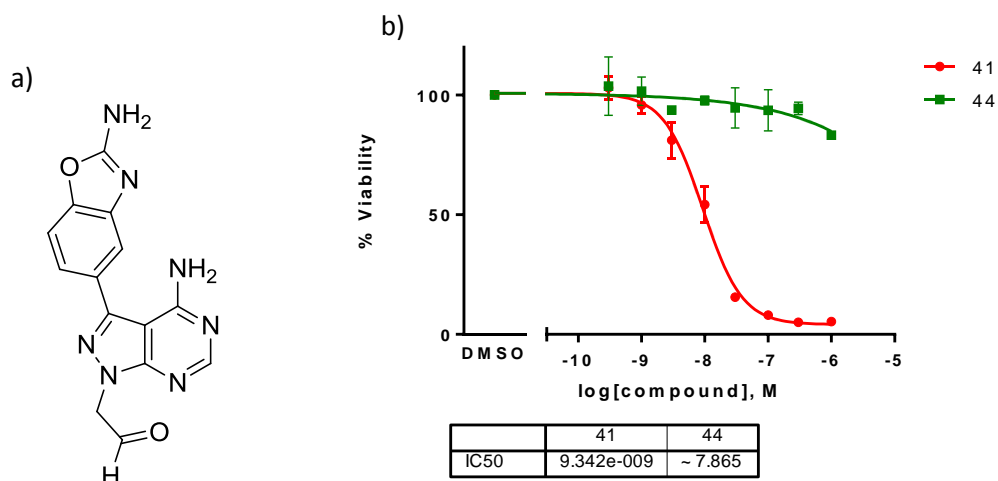 a)
NH2
O
N
NH2
N
N
N
N
O
H
b)
41
44
% Viability
100
50
0
DMSO
-10 -9 -8 -7 -6 -5
log[compound], M
41 44
IC50 9.342e-009 ~ 7.865